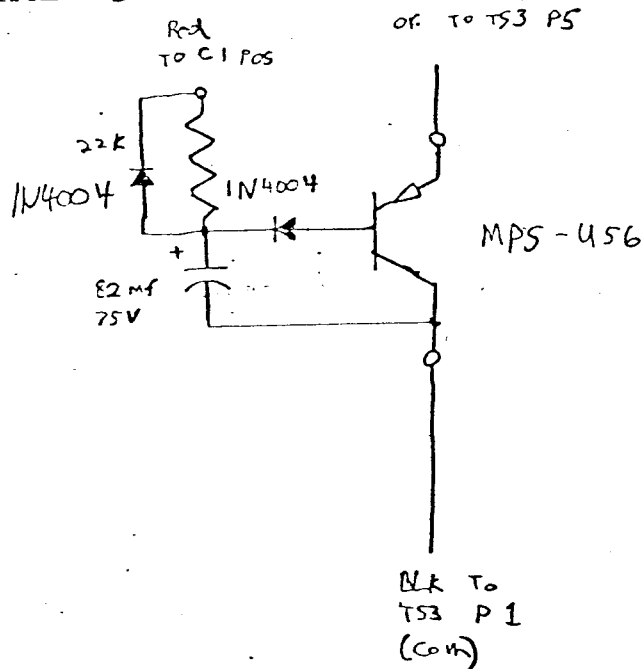 Red
TO C1 POS
or. TO TS3 P5
22K
1N4004
1N4004
MPS-U56
+
82 mf
75V
BLK TO
TS3 P 1
(Com)